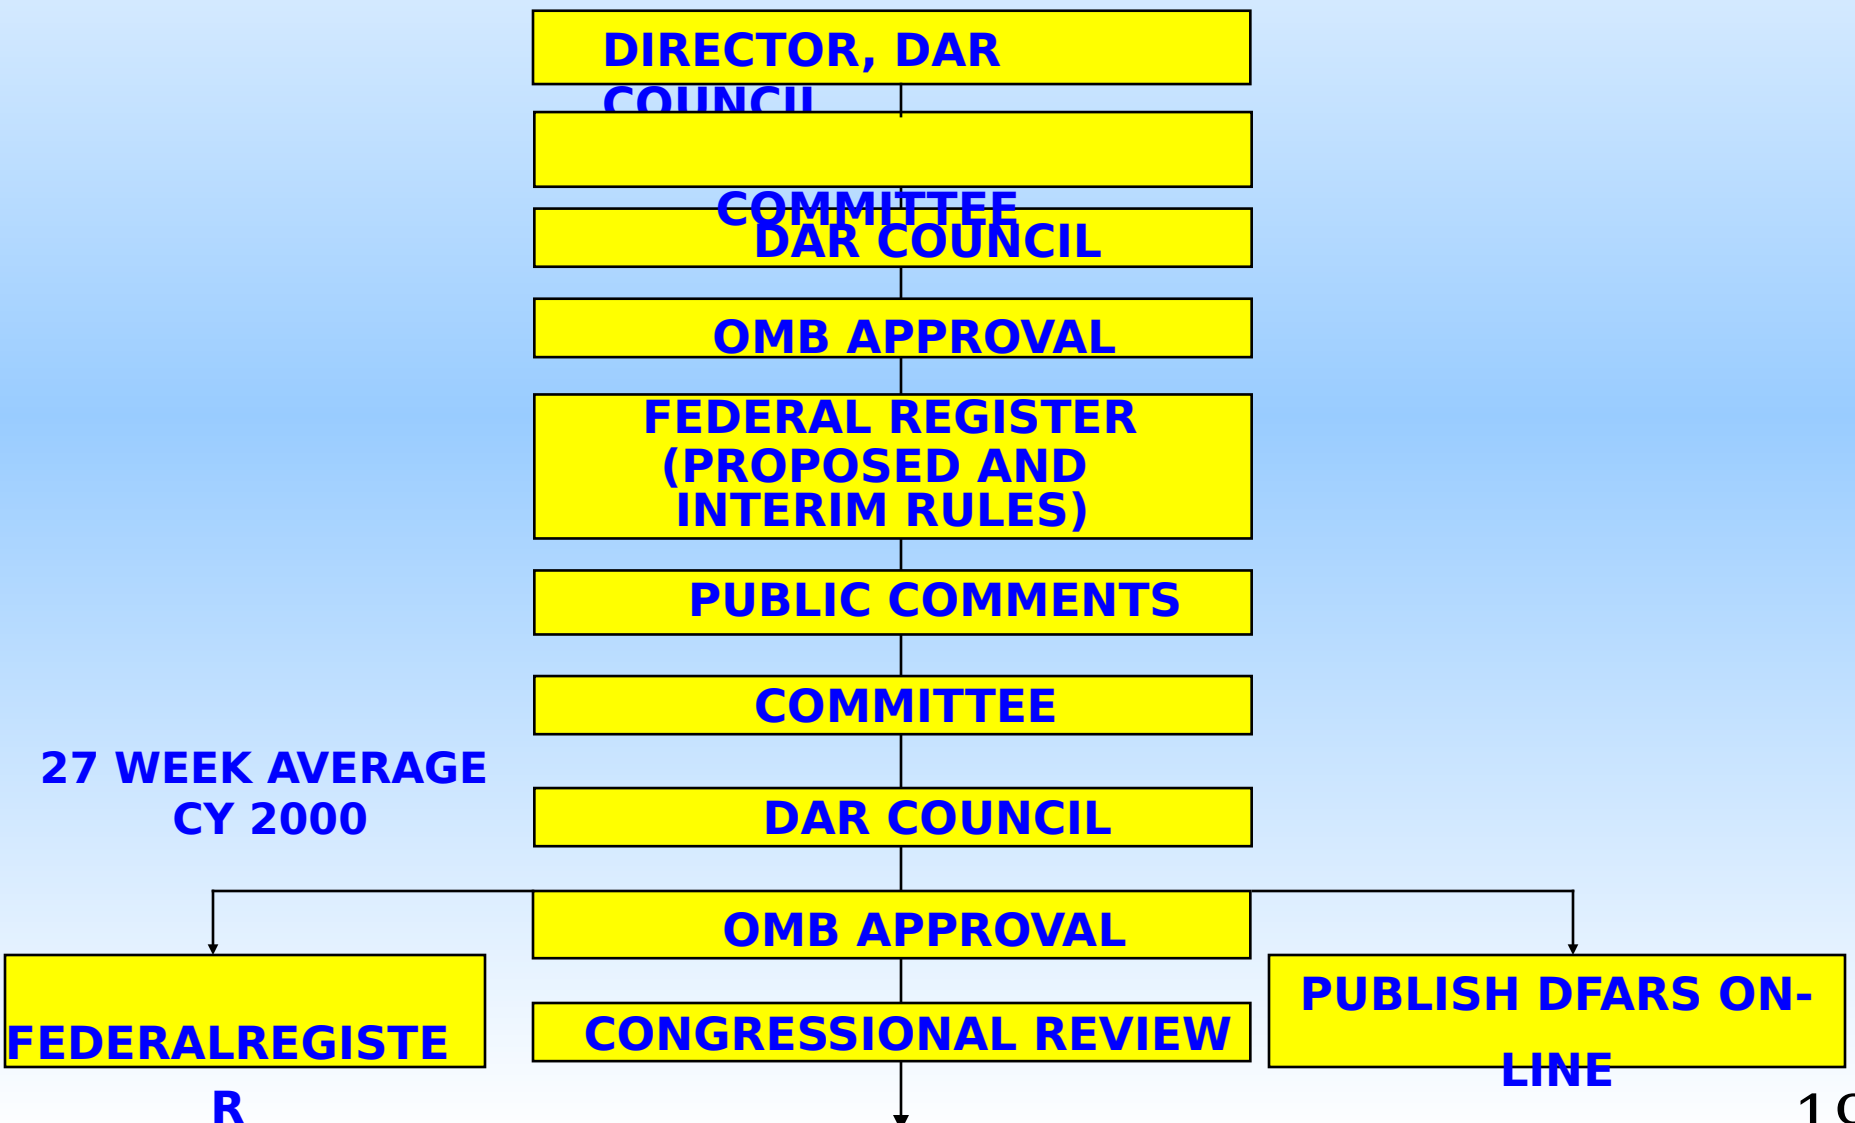 DIRECTOR, DAR
COUNCIL
COMMITTEE
DAR COUNCIL
OMB APPROVAL
FEDERAL REGISTER
(PROPOSED AND
INTERIM RULES)
PUBLIC COMMENTS
COMMITTEE
27 WEEK AVERAGE
CY 2000
DAR COUNCIL
OMB APPROVAL
FEDERALREGISTE
R
CONGRESSIONAL REVIEW
PUBLISH DFARS ON-
LINE